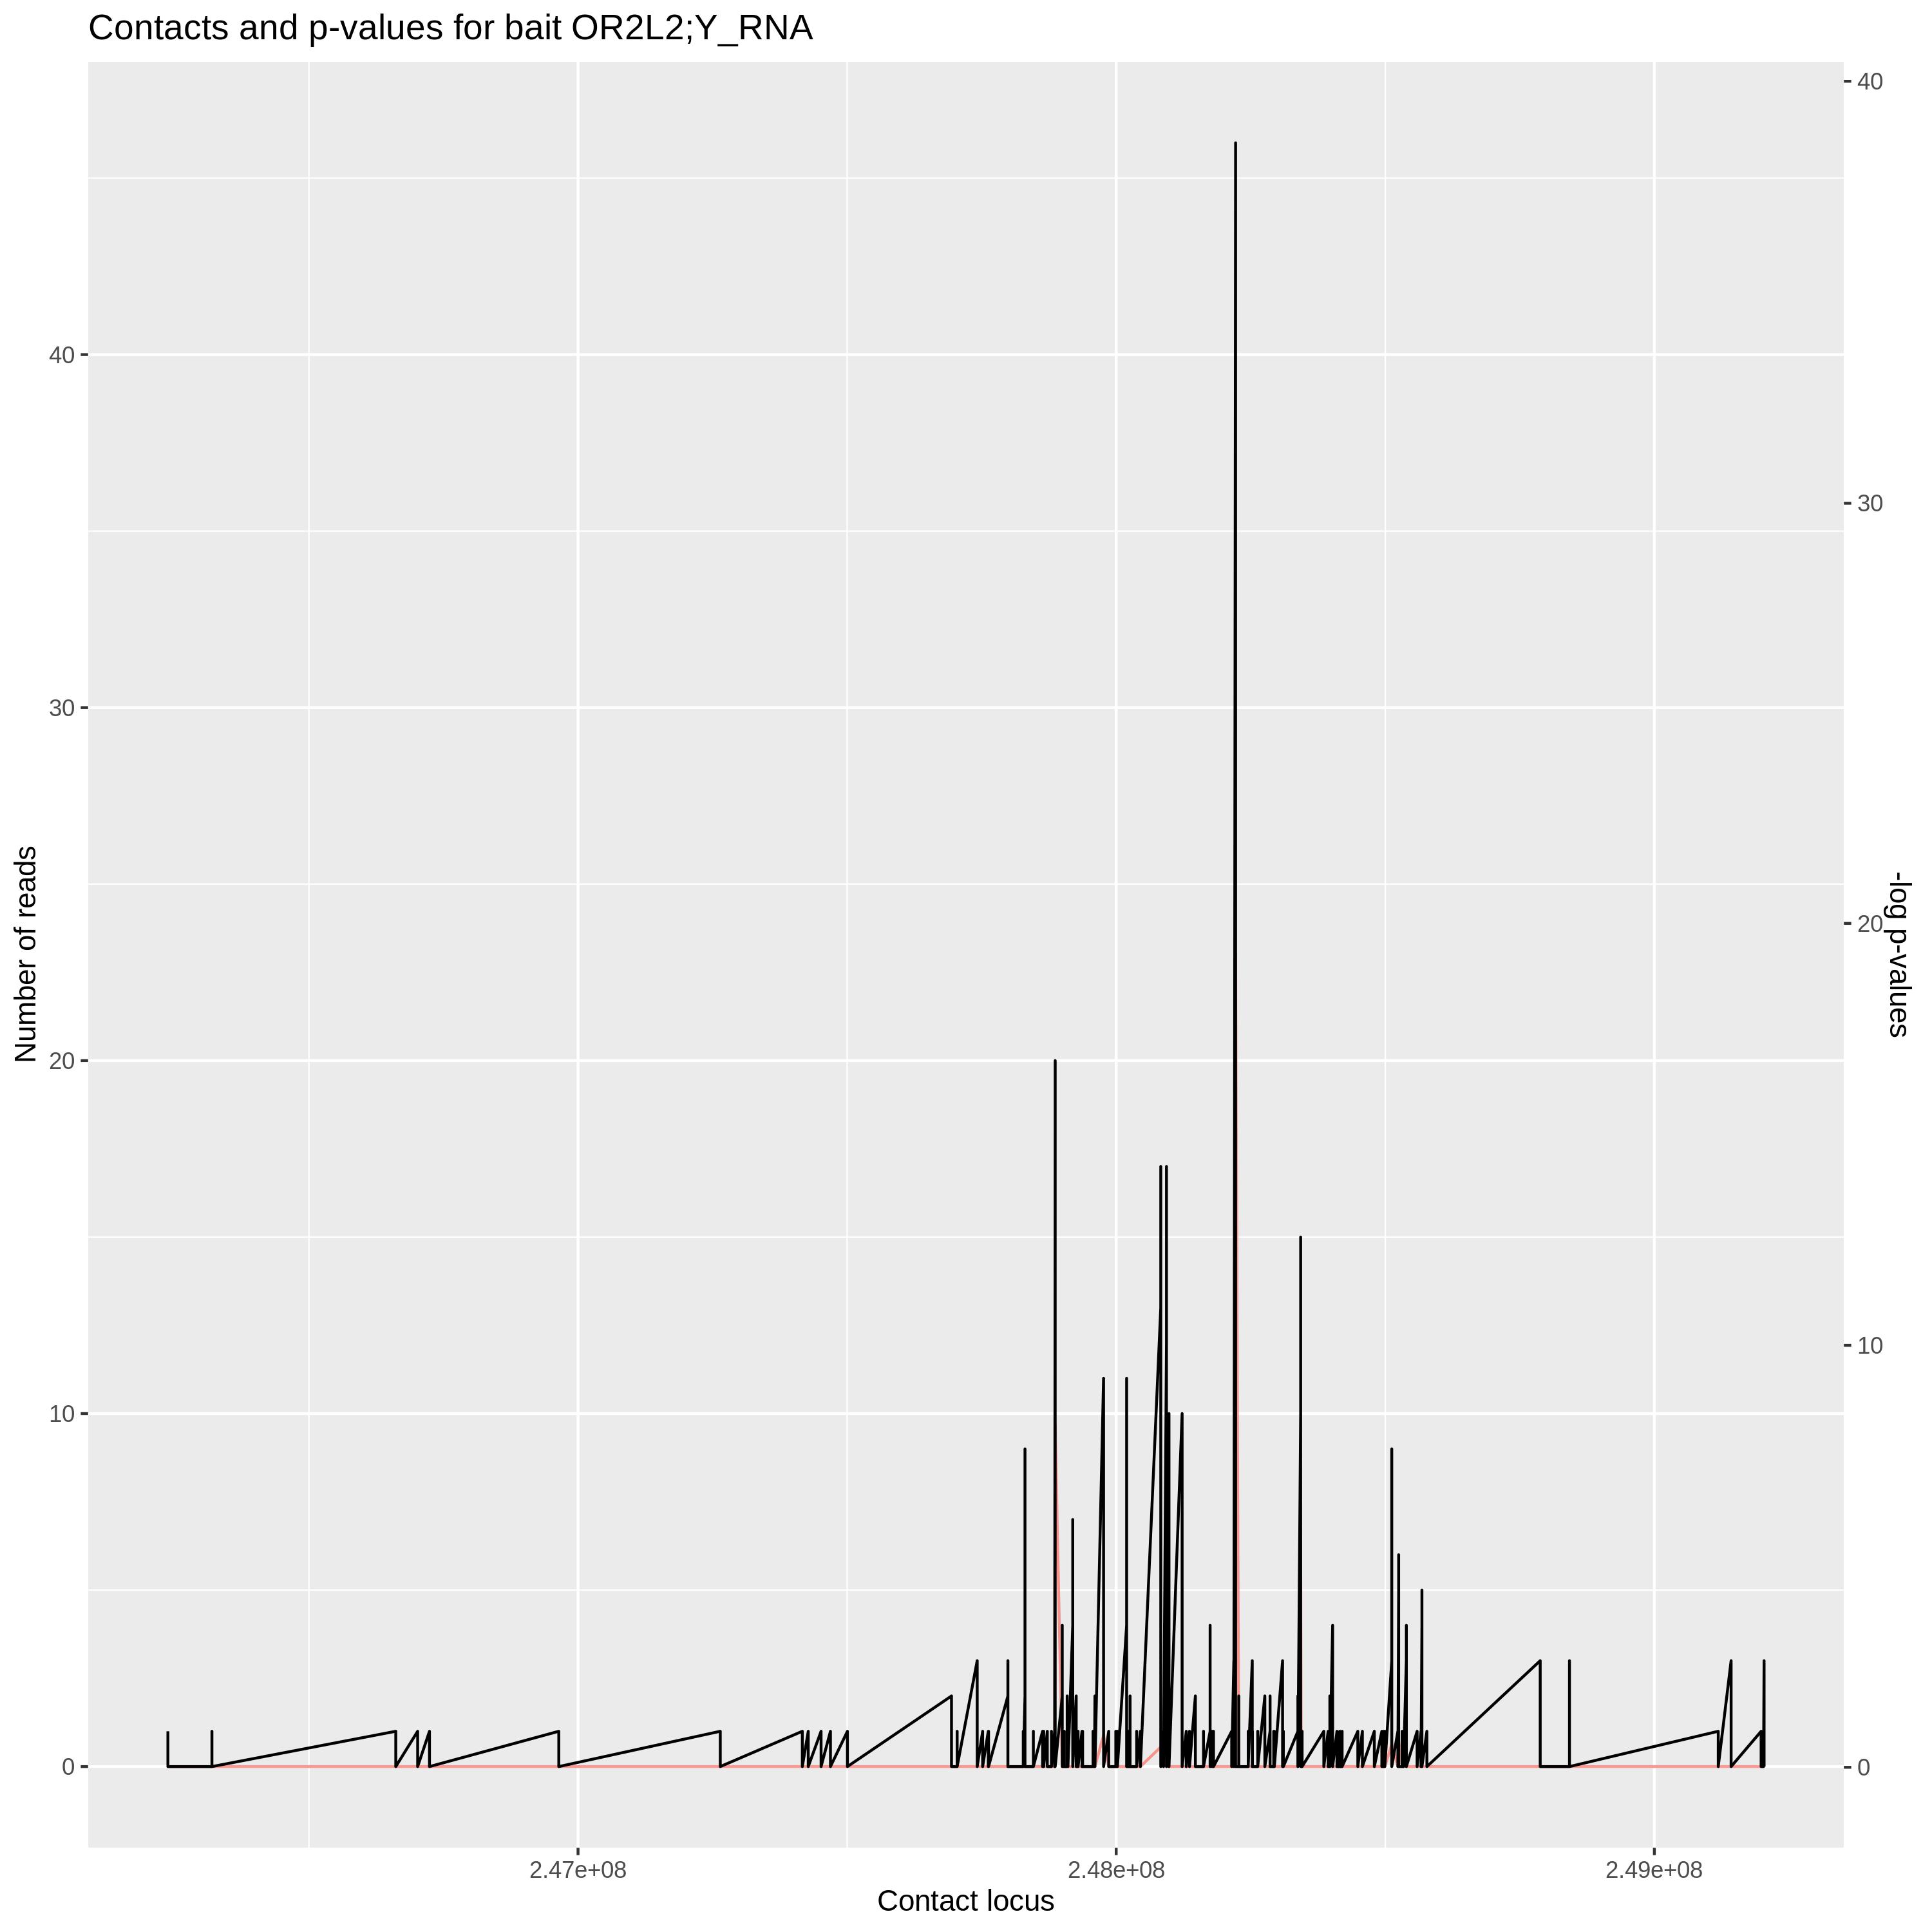 Contacts and p-values for bait OR2L2;Y_RNA
Number of reads
40
30
20
10
0
40
30
20
10
0
-log p-values
2.47e+08
2.48e+08
2.49e+08
Contact locus